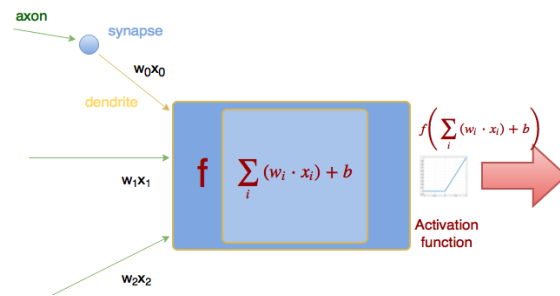 axon
synapse
w₀x₀
dendrite
f(∑ᵢ(wᵢ · xᵢ) + b)
f
∑ᵢ(wᵢ · xᵢ) + b
w₁x₁
Activation
function
w₂x₂